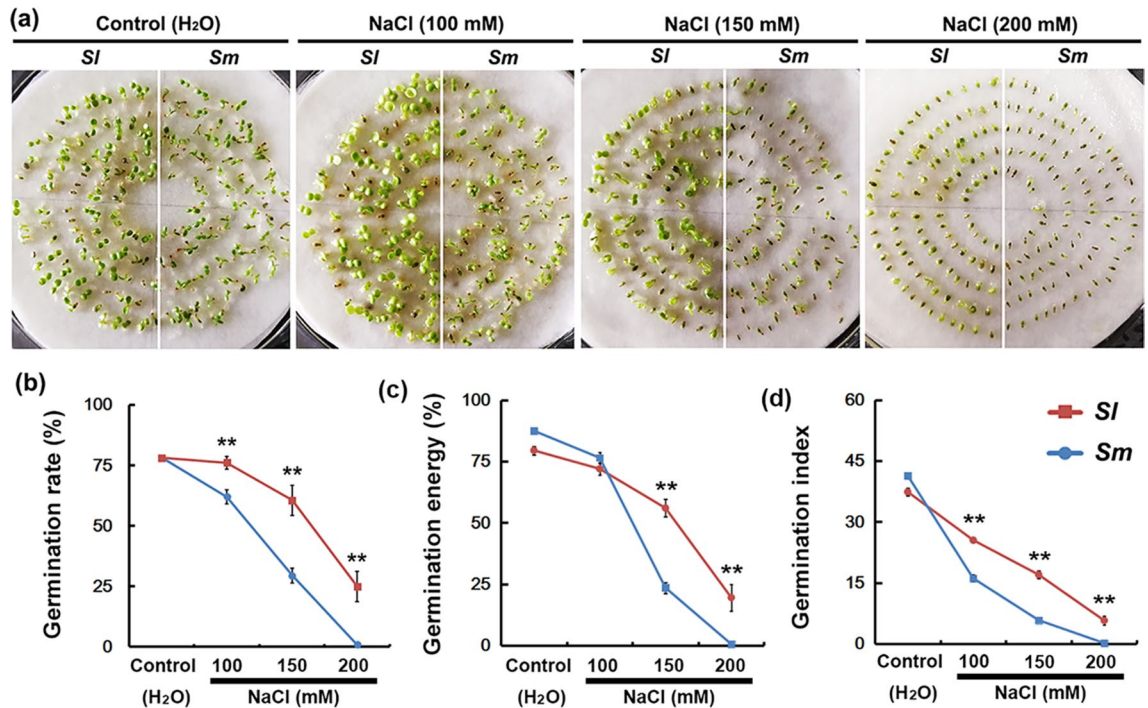 (a)
Control (H₂O) NaCl (100 mM) NaCl (150 mM) NaCl (200 mM)
Sl Sm Sl Sm Sl Sm Sl Sm
(b)
Germination rate (%)
100
75
50
25
0
** ** **
Control 100 150 200
(H₂O) NaCl (mM)
(c)
Germination energy (%)
100
75
50
25
0
** **
Control 100 150 200
(H₂O) NaCl (mM)
(d)
Germination index
60
45
30
15
0
** ** **
Sl
Sm
Control 100 150 200
(H₂O) NaCl (mM)